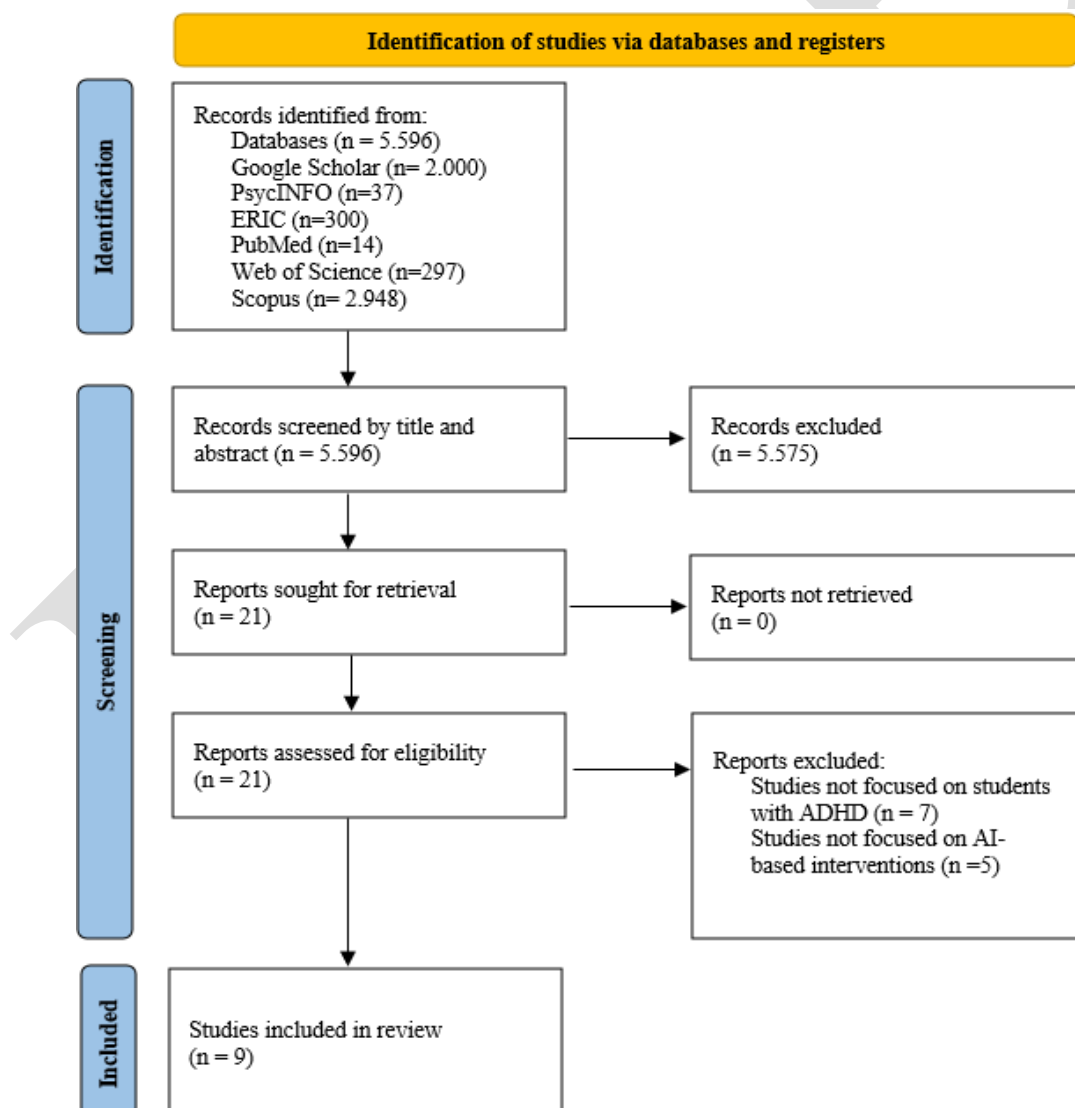 Identification of studies via databases and registers
Identification
Records identified from:
Databases (n = 5.596)
Google Scholar (n= 2.000)
PsycINFO (n=37)
ERIC (n=300)
PubMed (n=14)
Web of Science (n=297)
Scopus (n= 2.948)
Screening
Records screened by title and
abstract (n = 5.596)
Records excluded
(n = 5.575)
Reports sought for retrieval
(n = 21)
Reports not retrieved
(n = 0)
Reports assessed for eligibility
(n = 21)
Reports excluded:
Studies not focused on students
with ADHD (n = 7)
Studies not focused on AI-
based interventions (n =5)
Included
Studies included in review
(n = 9)